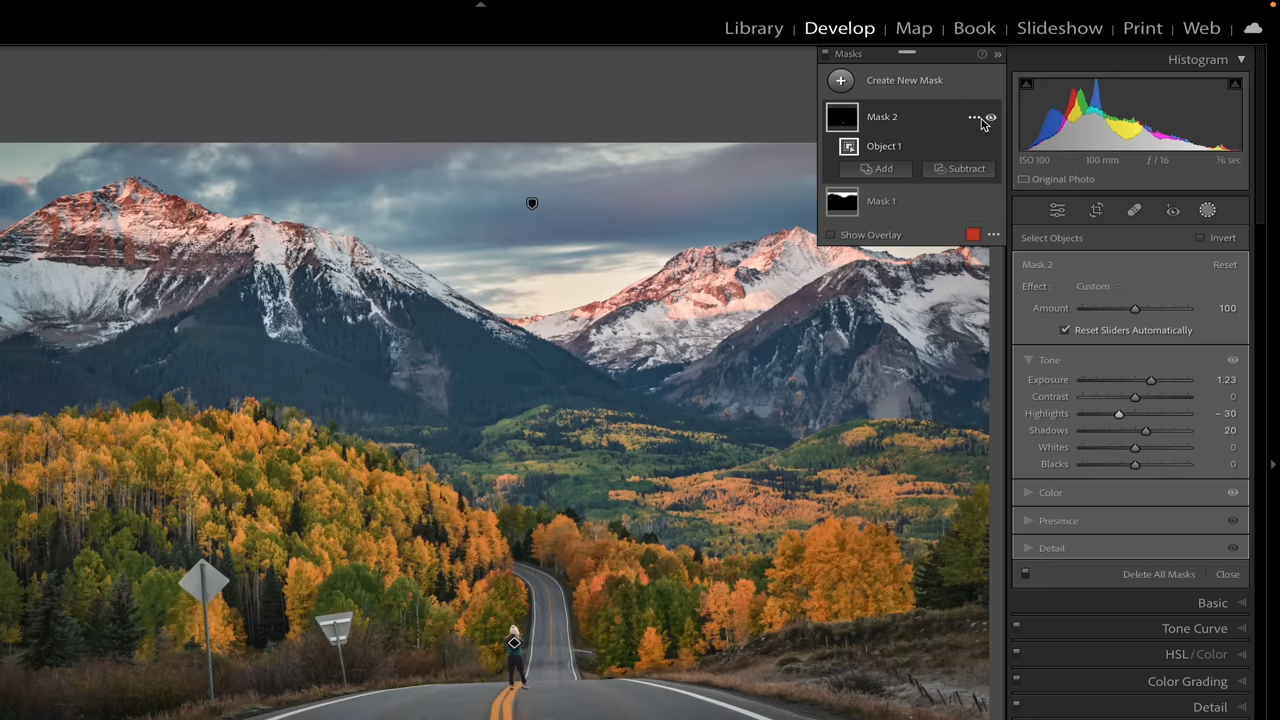 Library | Develop | Map | Book | Slideshow | Print | Web |
Masks
Create New Mask
Mask 2
Object 1
Add Subtract
Mask 1
Show Overlay
Histogram
ISO 100 100 mm ƒ / 16 ⅙ sec
Original Photo
Select Objects Invert
Mask 2 Reset
Effect : Custom
Amount 100
Reset Sliders Automatically
Tone
Exposure 1.23
Contrast 0
Highlights – 30
Shadows 20
Whites 0
Blacks 0
Color
Presence
Detail
Delete All Masks Close
Basic
Tone Curve
HSL / Color
Color Grading
Detail